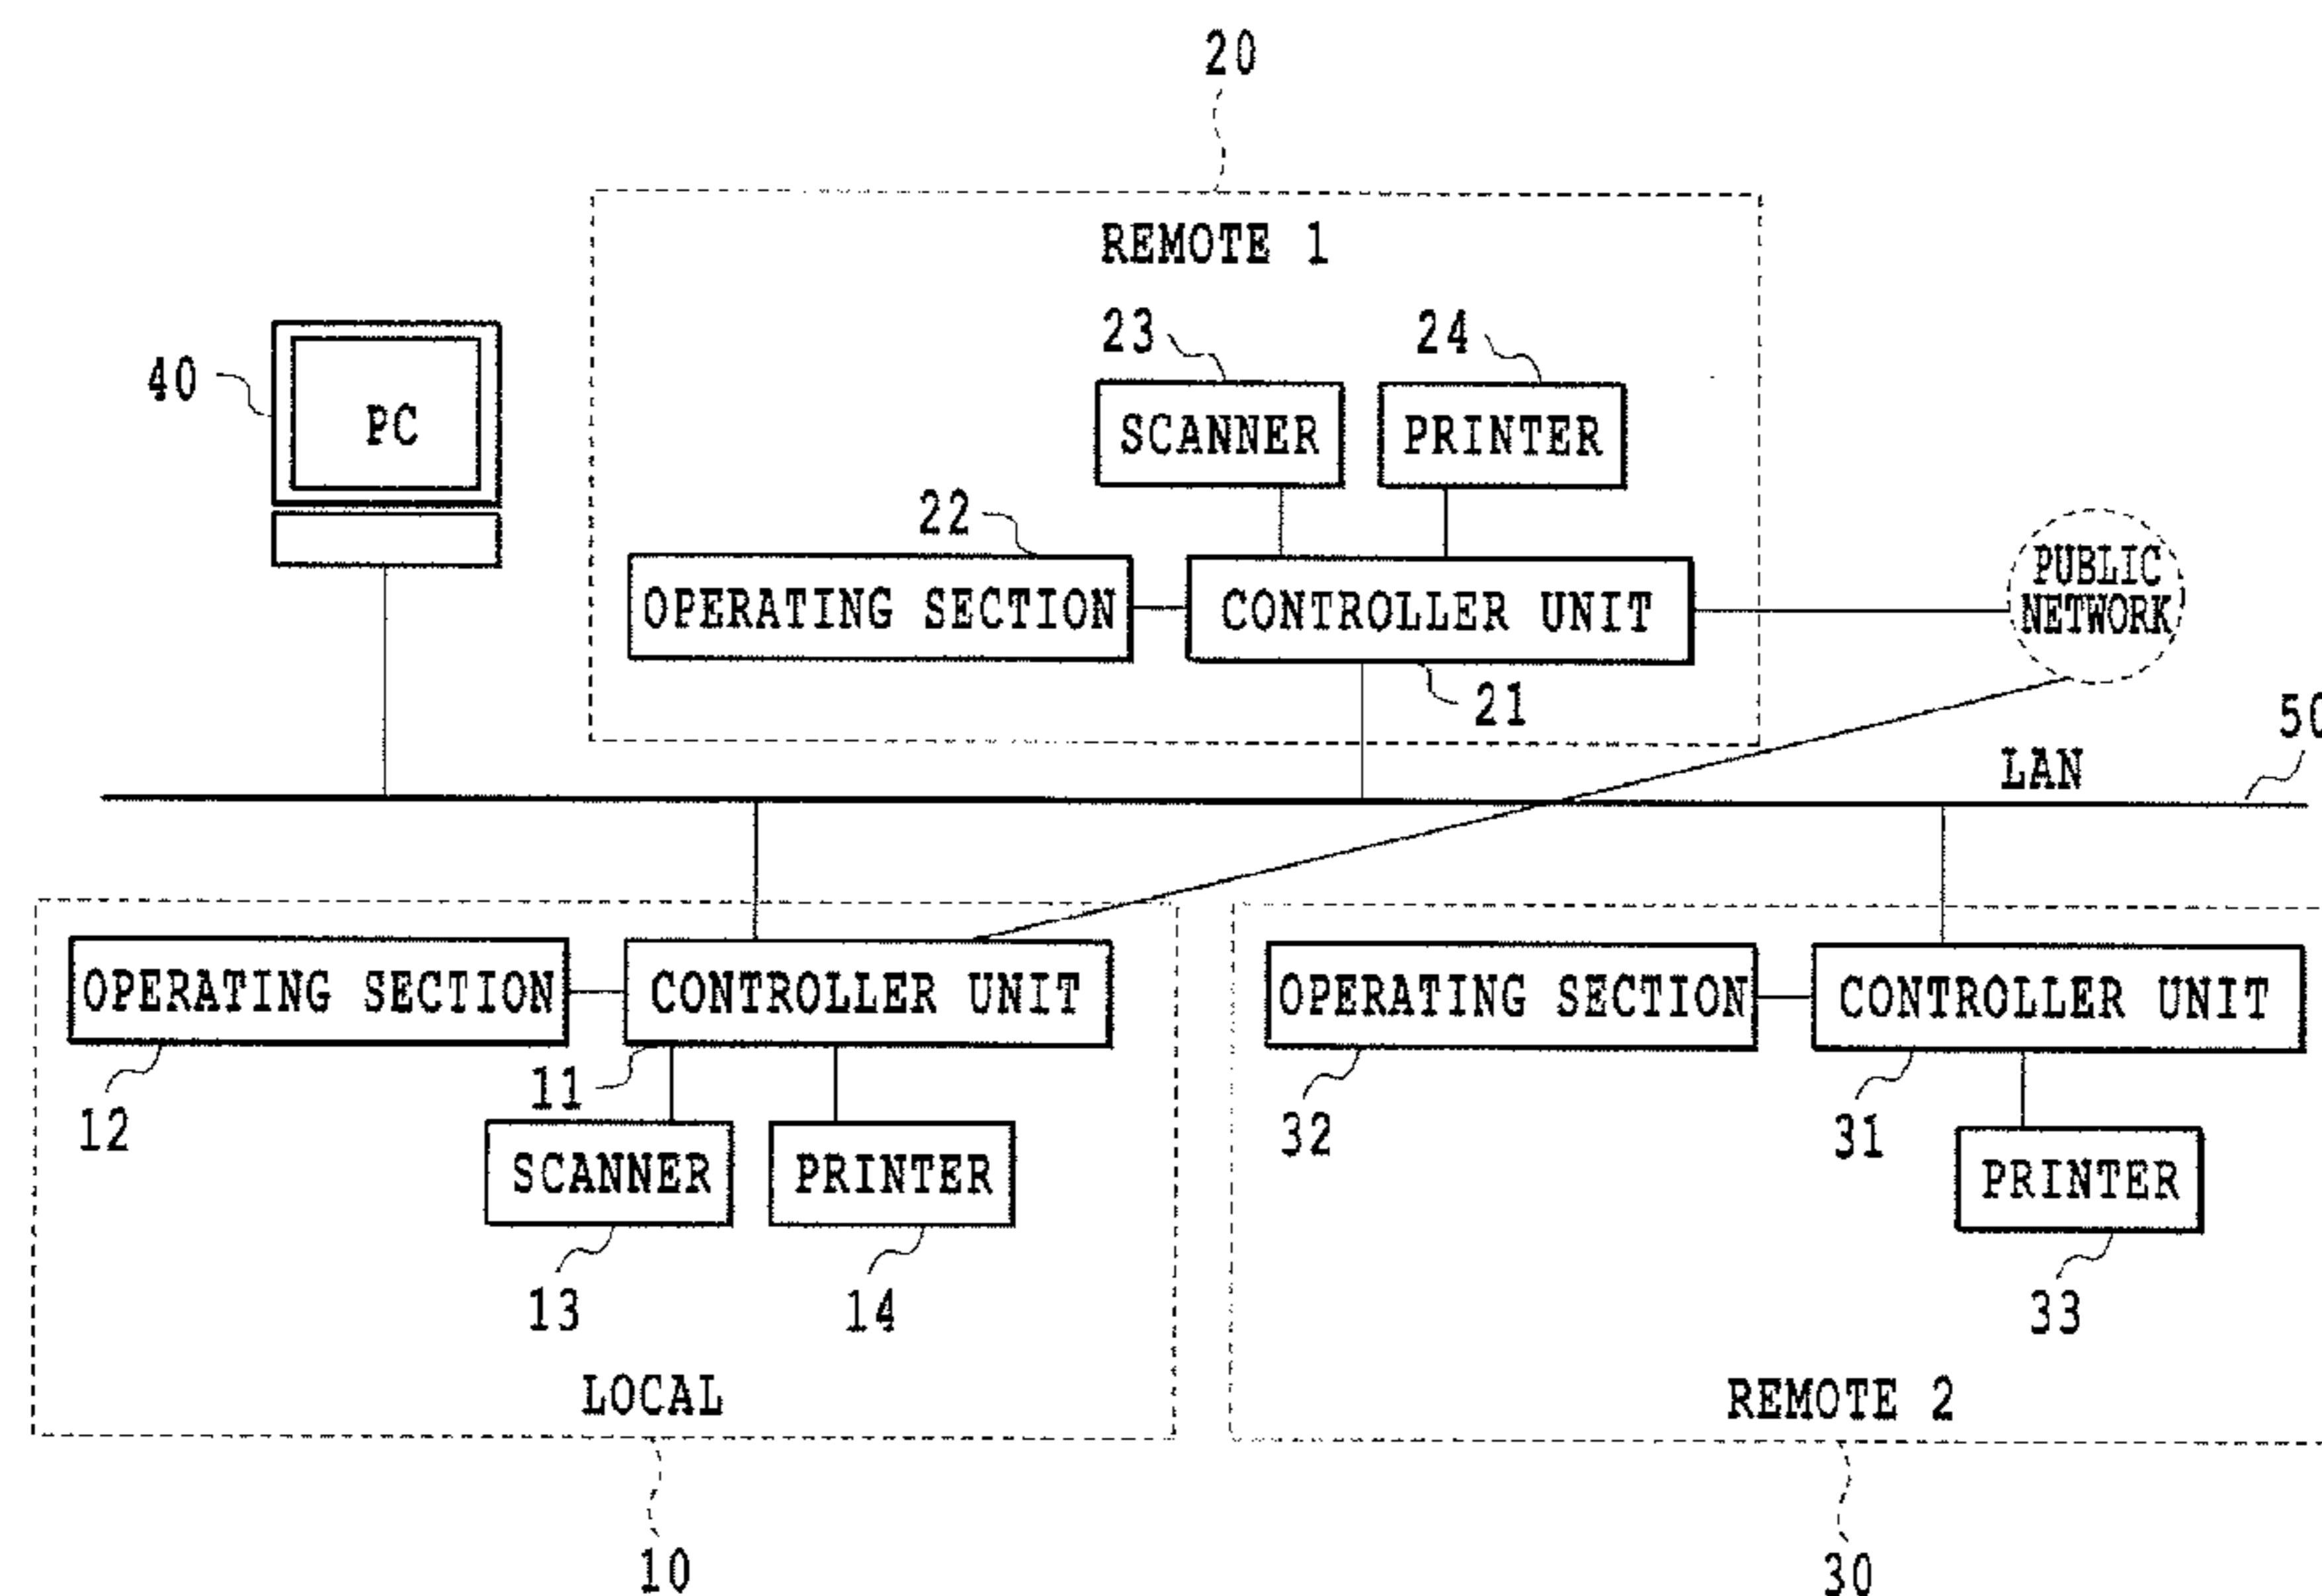 20
REMOTE 1
23
24
40
PC
SCANNER
PRINTER
22
OPERATING SECTION
CONTROLLER UNIT
PUBLIC
NETWORK
21
50
LAN
OPERATING SECTION
CONTROLLER UNIT
OPERATING SECTION
CONTROLLER UNIT
11
12
32
31
SCANNER
PRINTER
PRINTER
13
14
33
LOCAL
REMOTE 2
10
30